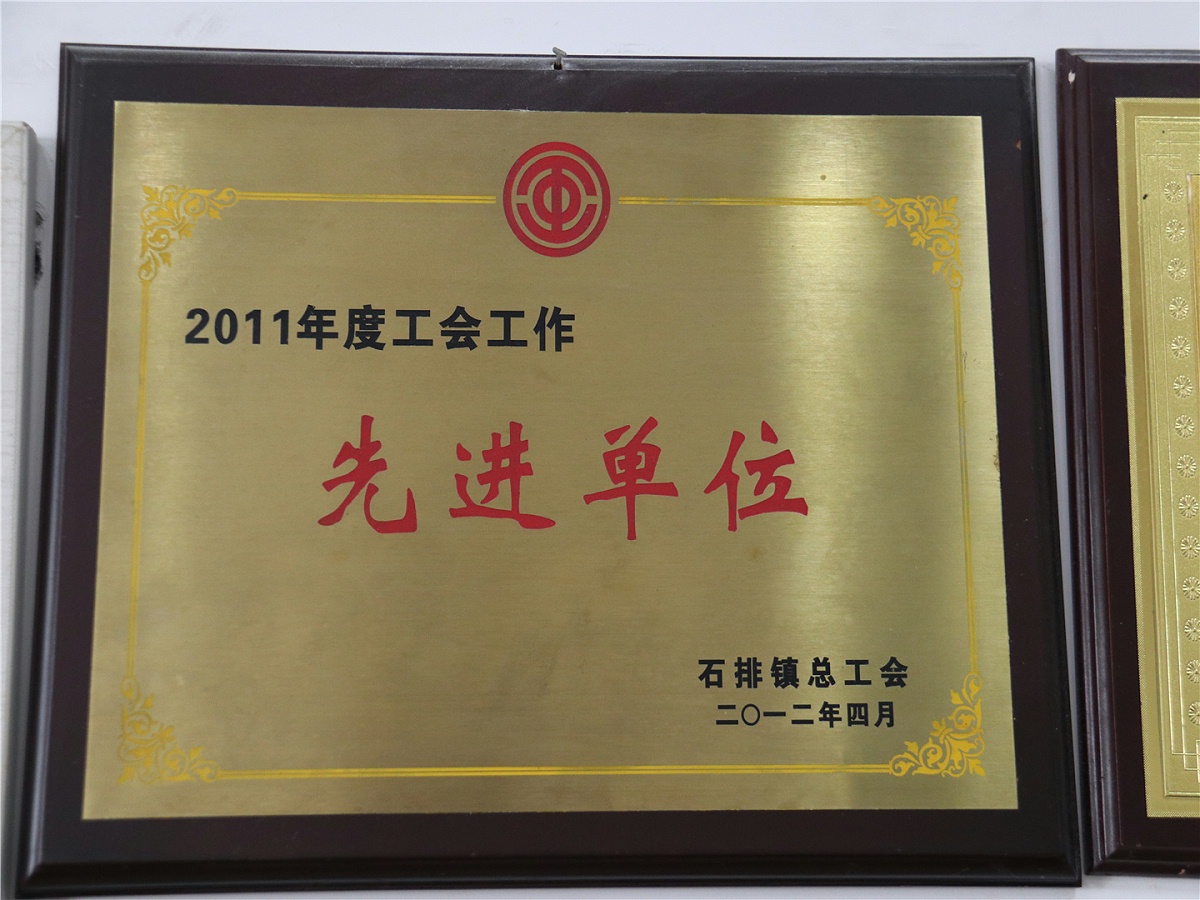 2011年度工会工作
先进单位
石排镇总工会
二〇一二年四月